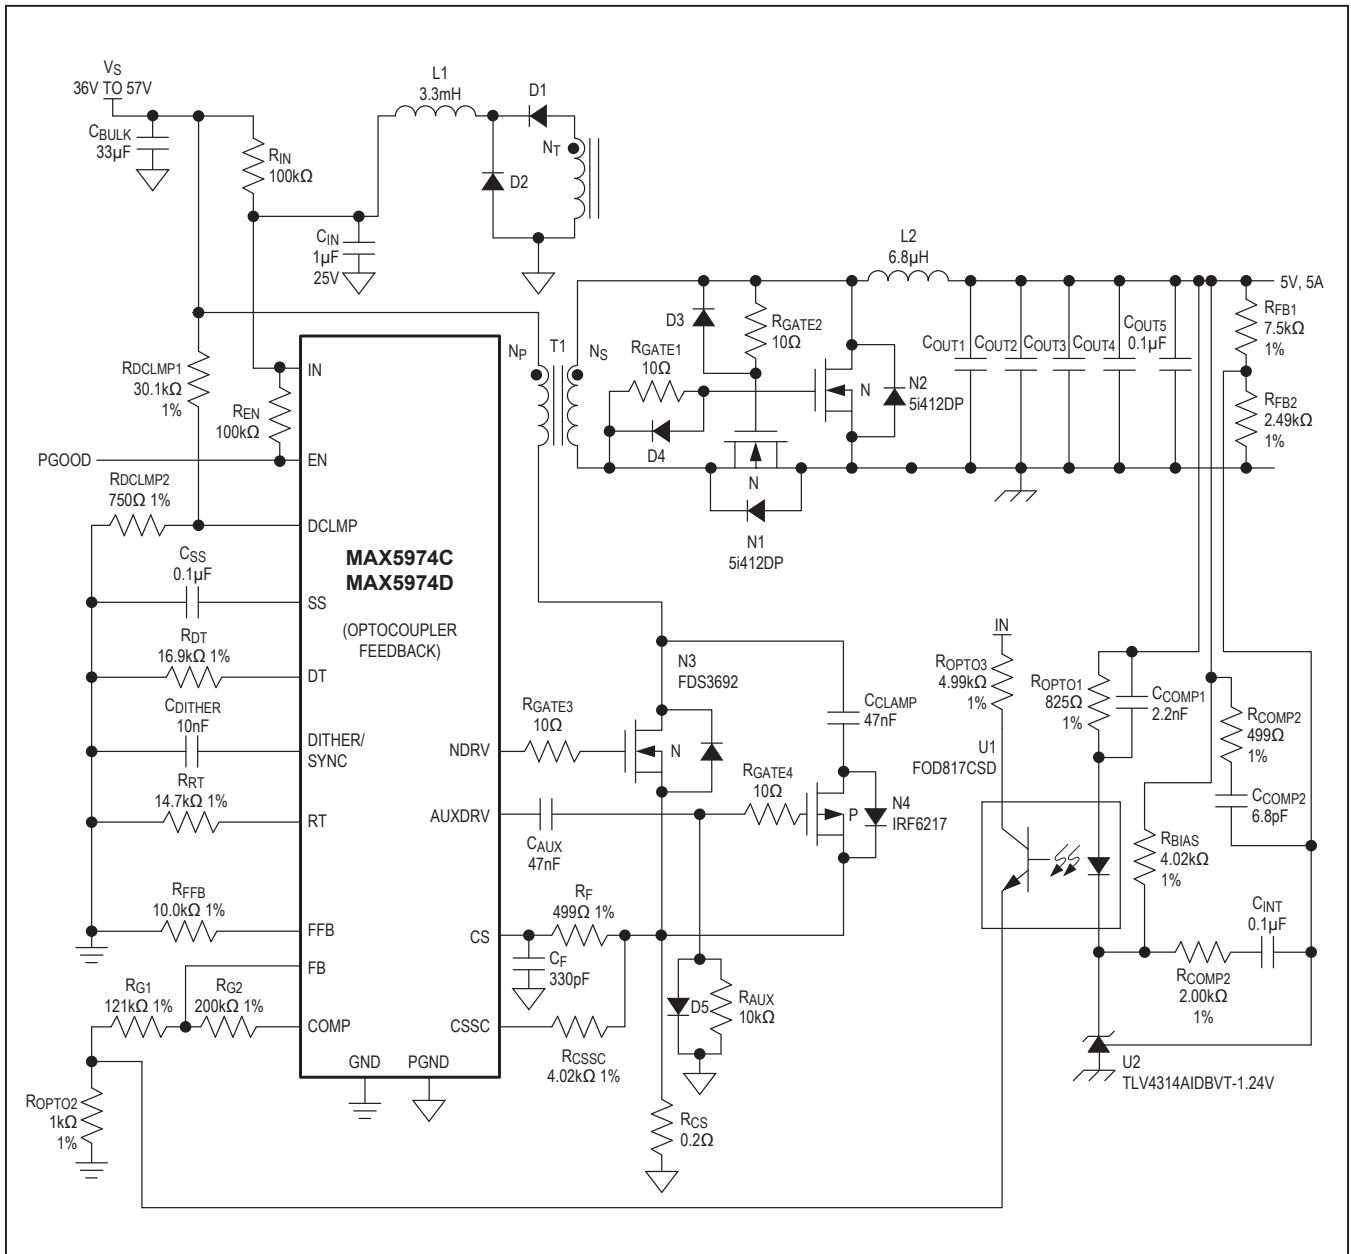 VS
36V TO 57V
CBULK
33µF
RIN
100kΩ
L1
3.3mH
D1
NT
D2
CIN
1µF
25V
L2
6.8µH
5V, 5A
D3
RGATE2
10Ω
RGATE1
10Ω
D4
N
N2
5i412DP
N
N1
5i412DP
COUT1
COUT2
COUT3
COUT4
COUT5
0.1µF
RFB1
7.5kΩ
1%
RFB2
2.49kΩ
1%
NP
T1
NS
RDCLMP1
30.1kΩ
1%
REN
100kΩ
PGOOD
RDCLMP2
750Ω 1%
CSS
0.1µF
RDT
16.9kΩ 1%
CDITHER
10nF
RRT
14.7kΩ 1%
RFFB
10.0kΩ 1%
RG1
121kΩ 1%
RG2
200kΩ 1%
ROPTO2
1kΩ
1%
IN
EN
DCLMP
MAX5974C
MAX5974D
(OPTOCOUPLER
FEEDBACK)
SS
DT
DITHER/
SYNC
RT
FFB
FB
COMP
NDRV
AUXDRV
CS
CSSC
GND
PGND
N3
FDS3692
RGATE3
10Ω
N
CCLAMP
47nF
RGATE4
10Ω
P
N4
IRF6217
CAUX
47nF
RF
499Ω 1%
CF
330pF
D5
RAUX
10kΩ
RCSSC
4.02kΩ 1%
RCS
0.2Ω
IN
ROPTO3
4.99kΩ
1%
U1
FOD817CSD
ROPTO1
825Ω
1%
CCOMP1
2.2nF
RCOMP2
499Ω
1%
CCOMP2
6.8pF
RBIAS
4.02kΩ
1%
CINT
0.1µF
RCOMP2
2.00kΩ
1%
U2
TLV4314AIDBVT-1.24V